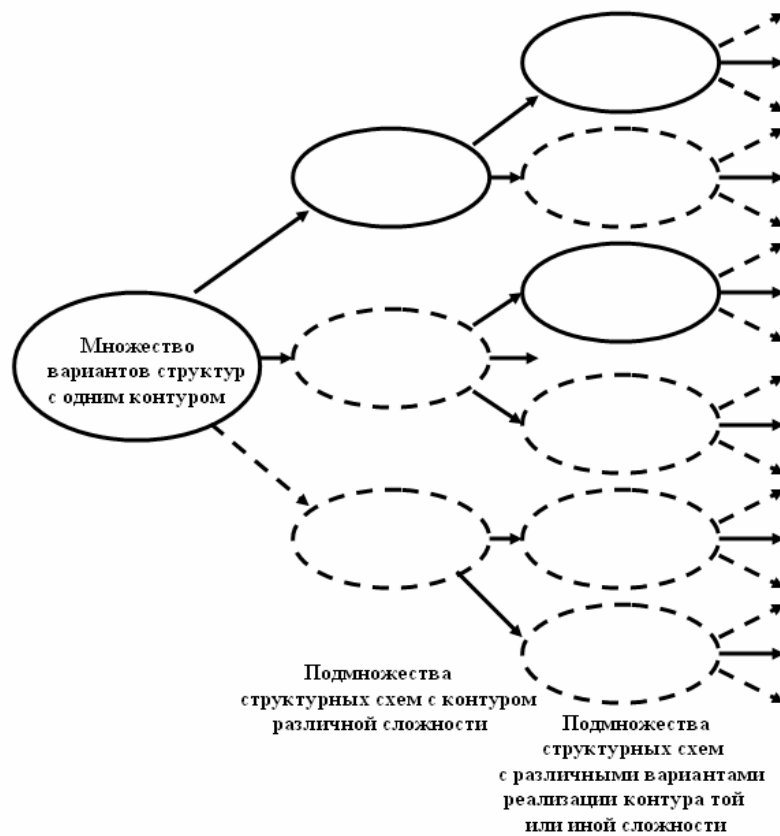 Множество
вариантов структур
с одним контуром
Подмножества
структурных схем с контуром
различной сложности
Подмножества
структурных схем
с различными вариантами
реализации контура той
или иной сложности